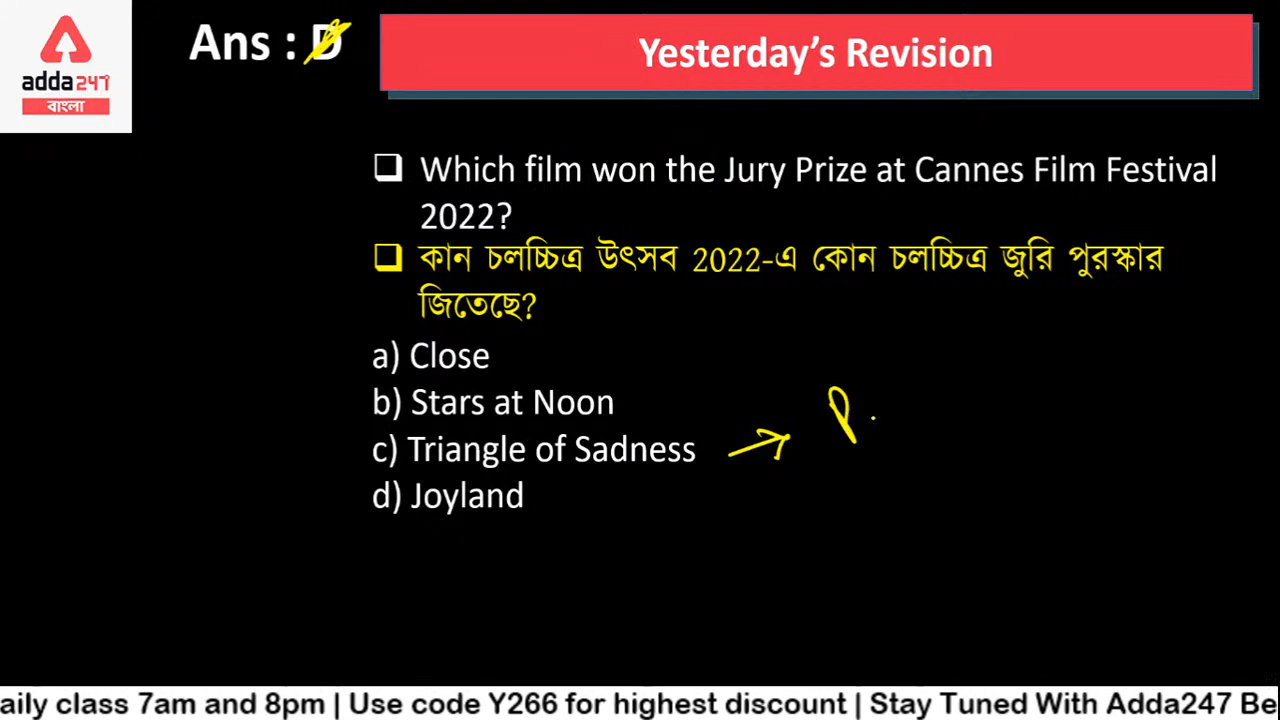 Ans : D
Yesterday's Revision
adda247
বাংলা
Which film won the Jury Prize at Cannes Film Festival
2022?
কান চলচ্চিত্র উৎসব 2022-এ কোন চলচ্চিত্র জুরি পুরস্কার
জিতেছে?
a) Close
b) Stars at Noon
c) Triangle of Sadness
d) Joyland
aily class 7am and 8pm | Use code Y266 for highest discount | Stay Tuned With Adda247 Be